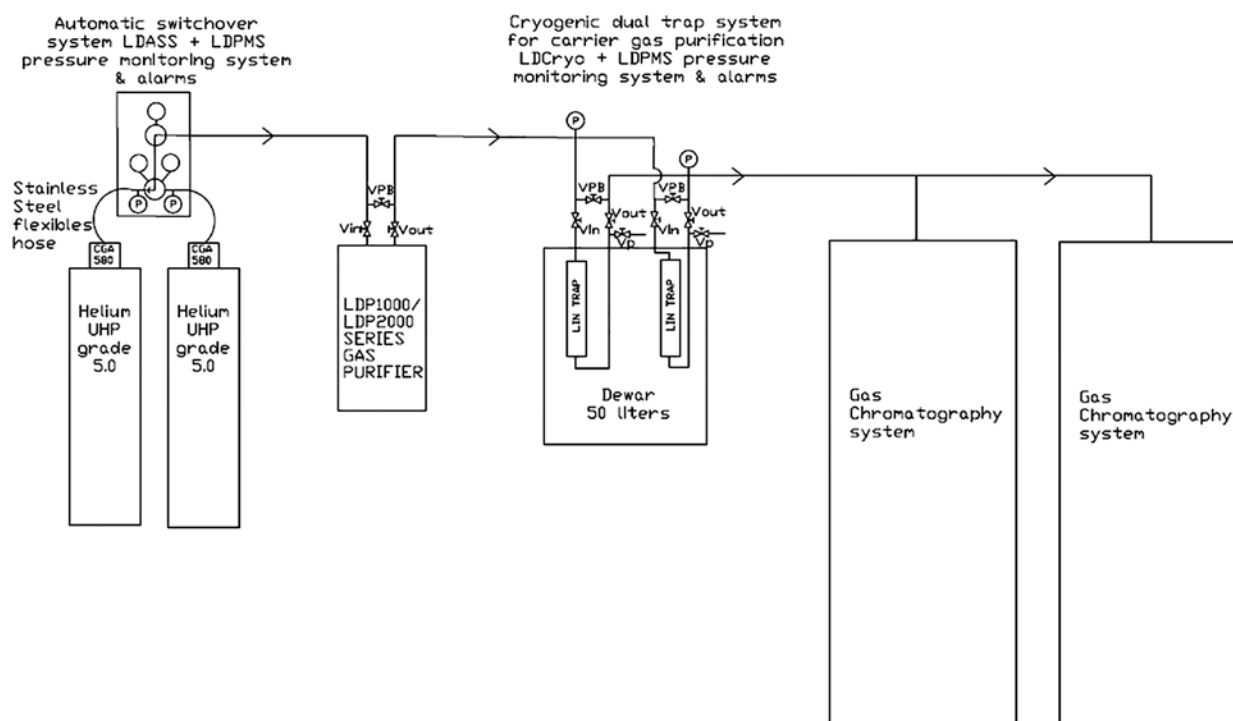 Automatic switchover
system LDASS + LDPMS
pressure monitoring system
& alarms
Cryogenic dual trap system
for carrier gas purification
LDCryo + LDPMS pressure
monitoring system & alarms
P
P
P
P
Stainless
Steel
flexibles
hose
CGA
580
CGA
580
VPB
Vin
Vout
VPB
Vin
Vout
Vp
VPB
Vin
Vout
Vp
Helium
UHP
grade
5.0
Helium
UHP
grade
5.0
LDP1000/
LDP2000
SERIES
GAS
PURIFIER
LIN TRAP
LIN TRAP
Dewar
50 liters
Gas
Chromatography
system
Gas
Chromatography
system